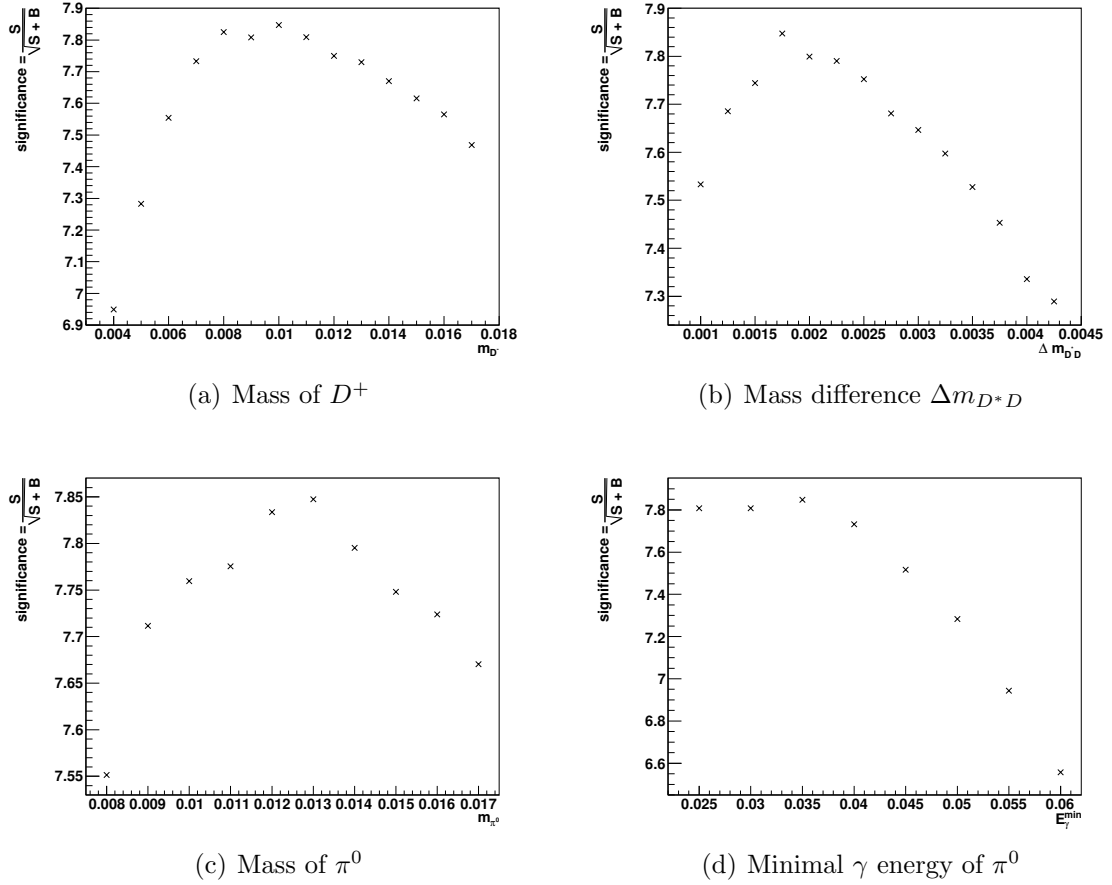 significance = S / √S + B
7.9
7.8
7.7
7.6
7.5
7.4
7.3
7.2
7.1
7
6.9
0.004 0.006 0.008 0.01 0.012 0.014 0.016 0.018
m_D-
(a) Mass of D⁺
significance = S / √S + B
7.9
7.8
7.7
7.6
7.5
7.4
7.3
0.001 0.0015 0.002 0.0025 0.003 0.0035 0.004 0.0045
Δ m_D*D
(b) Mass difference Δm_D*D
significance = S / √S + B
7.85
7.8
7.75
7.7
7.65
7.6
7.55
0.008 0.009 0.01 0.011 0.012 0.013 0.014 0.015 0.016 0.017
m_π⁰
(c) Mass of π⁰
significance = S / √S + B
7.8
7.6
7.4
7.2
7
6.8
6.6
0.025 0.03 0.035 0.04 0.045 0.05 0.055 0.06
E_γ^min
(d) Minimal γ energy of π⁰